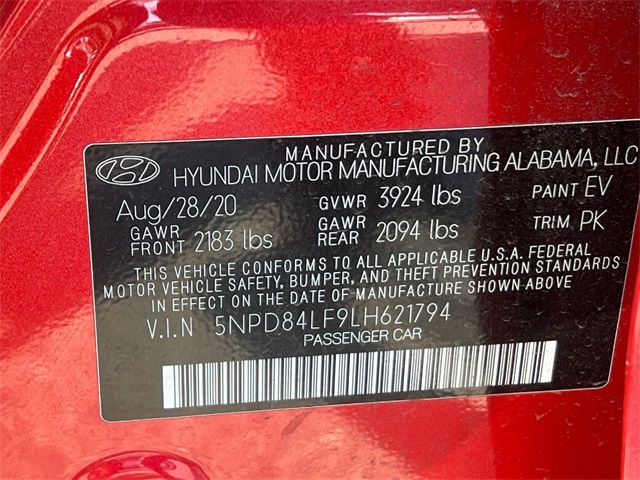 MANUFACTURED BY
HYUNDAI MOTOR MANUFACTURING ALABAMA, LLC
Aug/28/20 GVWR 3924 lbs PAINT EV
GAWR FRONT 2183 lbs GAWR REAR 2094 lbs TRIM PK
THIS VEHICLE CONFORMS TO ALL APPLICABLE U.S.A. FEDERAL
MOTOR VEHICLE SAFETY, BUMPER, AND THEFT PREVENTION STANDARDS
IN EFFECT ON THE DATE OF MANUFACTURE SHOWN ABOVE
V.I.N 5NPD84LF9LH621794
PASSENGER CAR